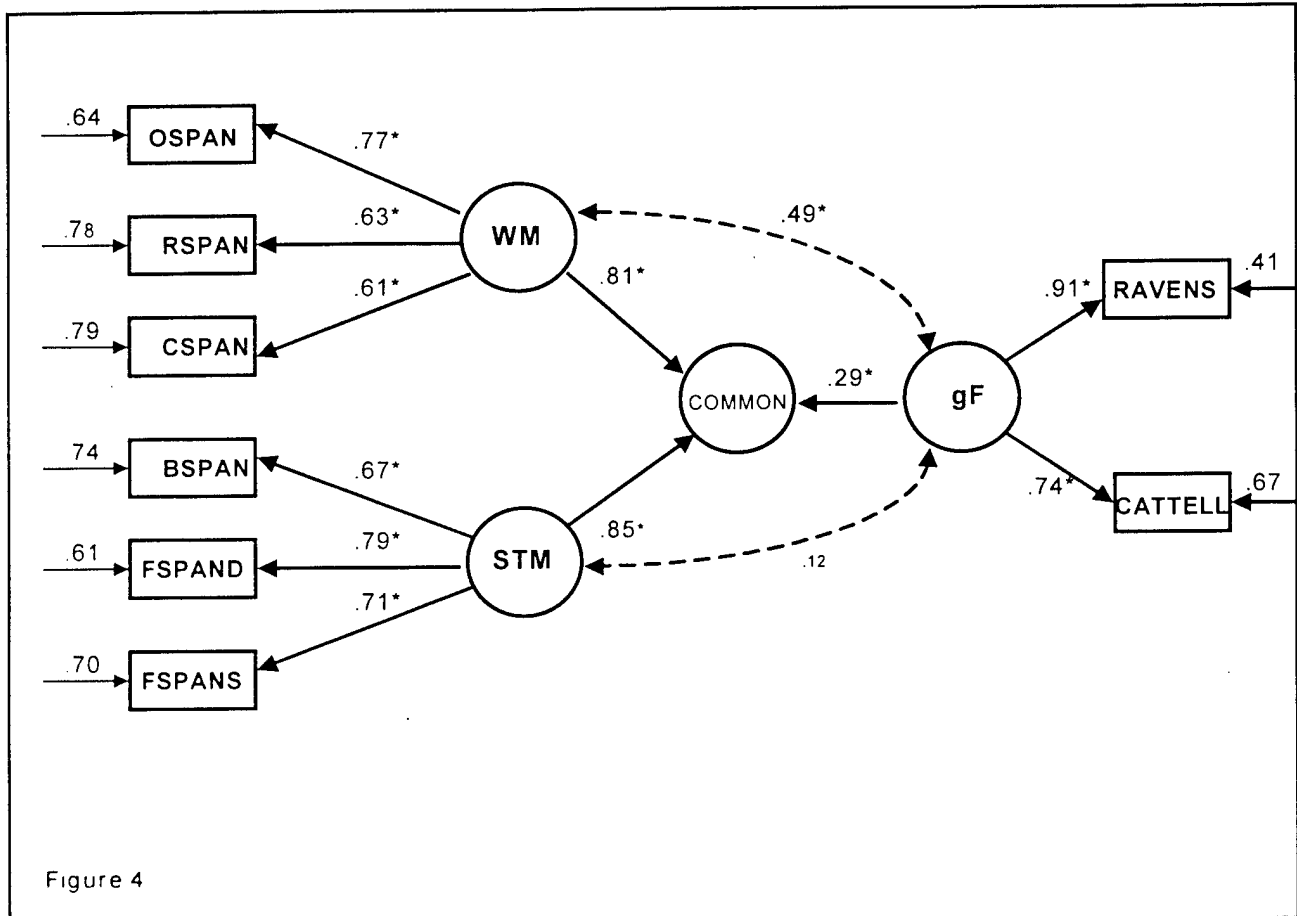 .64
OSPAN
.77*
.78
RSPAN
.63*
WM
.49*
.79
CSPAN
.61*
.81*
.91*
RAVENS
.41
COMMON
.29*
gF
.74
BSPAN
.67*
.74*
CATTELL
.67
.61
FSPAND
.79*
STM
.85*
.12
.70
FSPANS
.71*
Figure 4